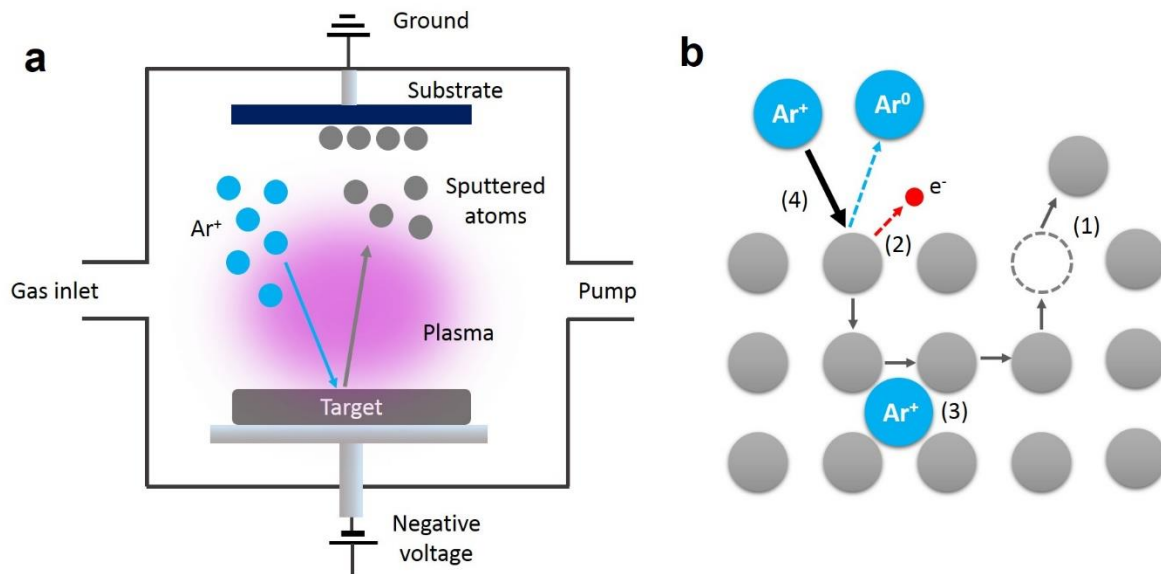 a
Ground
Substrate
Sputtered
atoms
Ar⁺
Gas inlet
Pump
Plasma
Target
Negative
voltage
b
Ar⁺
Ar⁰
e⁻
(4)
(2)
(1)
Ar⁺
(3)